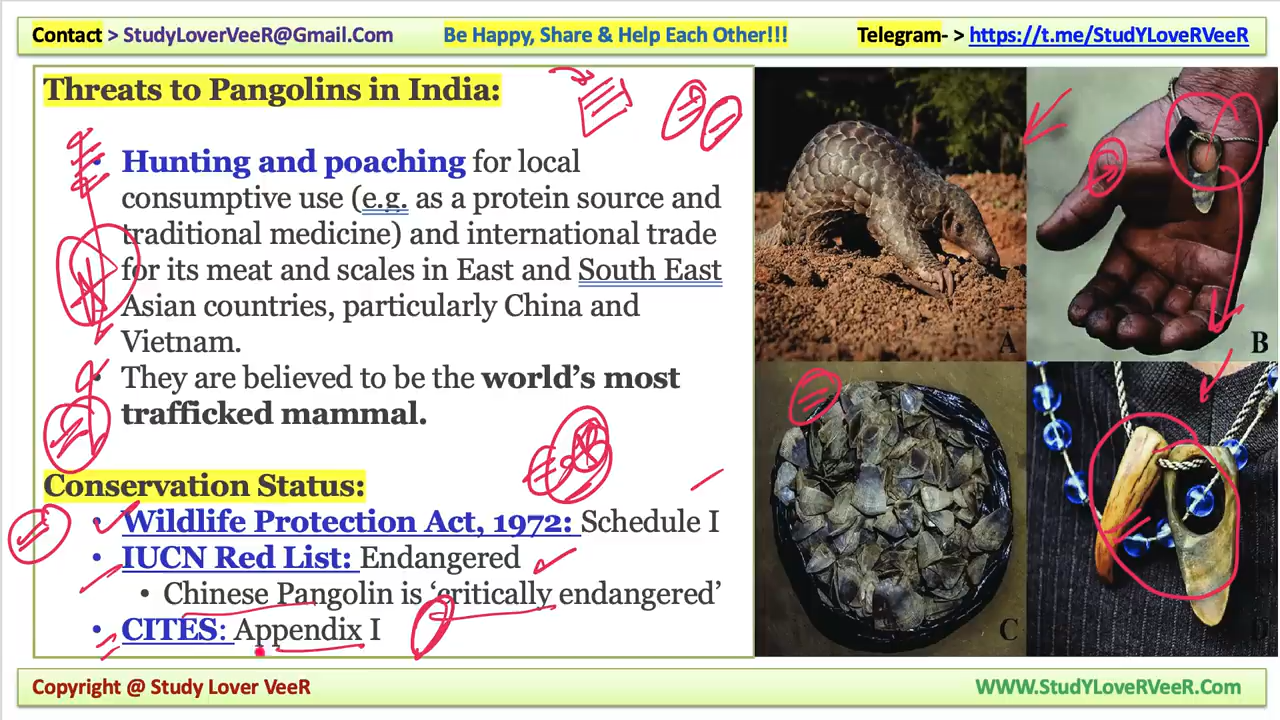 Contact > StudyLoverVeeR@Gmail.Com Be Happy, Share & Help Each Other!!! Telegram- > https://t.me/StudYLoveRVeeR
Threats to Pangolins in India:
• Hunting and poaching for local
consumptive use (e.g. as a protein source and
traditional medicine) and international trade
for its meat and scales in East and South East
Asian countries, particularly China and
Vietnam.
• They are believed to be the world’s most
trafficked mammal.
Conservation Status:
• Wildlife Protection Act, 1972: Schedule I
• IUCN Red List: Endangered
• Chinese Pangolin is ‘critically endangered’
• CITES: Appendix I
A
B
C
D
Copyright @ Study Lover VeeR WWW.StudYLoveRVeeR.Com